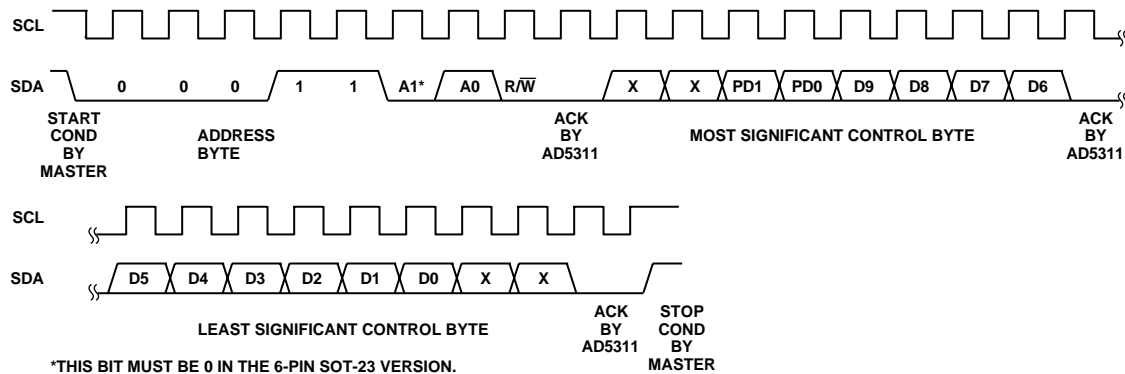 SCL
SDA 0 0 0 1 1 A1* A0 R/W̅ X X PD1 PD0 D9 D8 D7 D6
START COND BY MASTER
ADDRESS BYTE
ACK BY AD5311
MOST SIGNIFICANT CONTROL BYTE
ACK BY AD5311
SCL
SDA D5 D4 D3 D2 D1 D0 X X
LEAST SIGNIFICANT CONTROL BYTE
ACK BY AD5311
STOP COND BY MASTER
*THIS BIT MUST BE 0 IN THE 6-PIN SOT-23 VERSION.